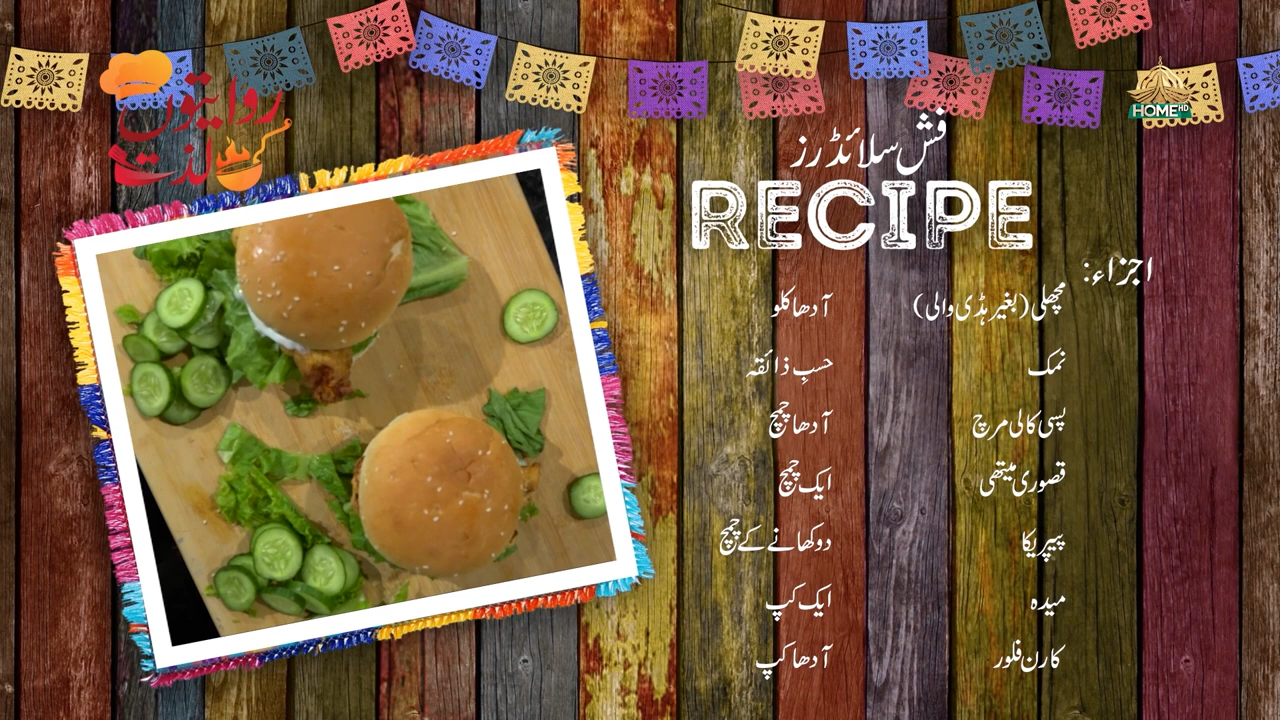 روایتوں
کی لذت
HOME HD
فش سلائڈرز
RECIPE
اجزاء:
مچھلی (بغیر ہڈی والی) آدھا کلو
نمک حسبِ ذائقہ
پسی کالی مرچ آدھا چمچ
قصوری میتھی ایک چمچ
پیپریکا دو کھانے کے چمچ
میدہ ایک کپ
کارن فلور آدھا کپ